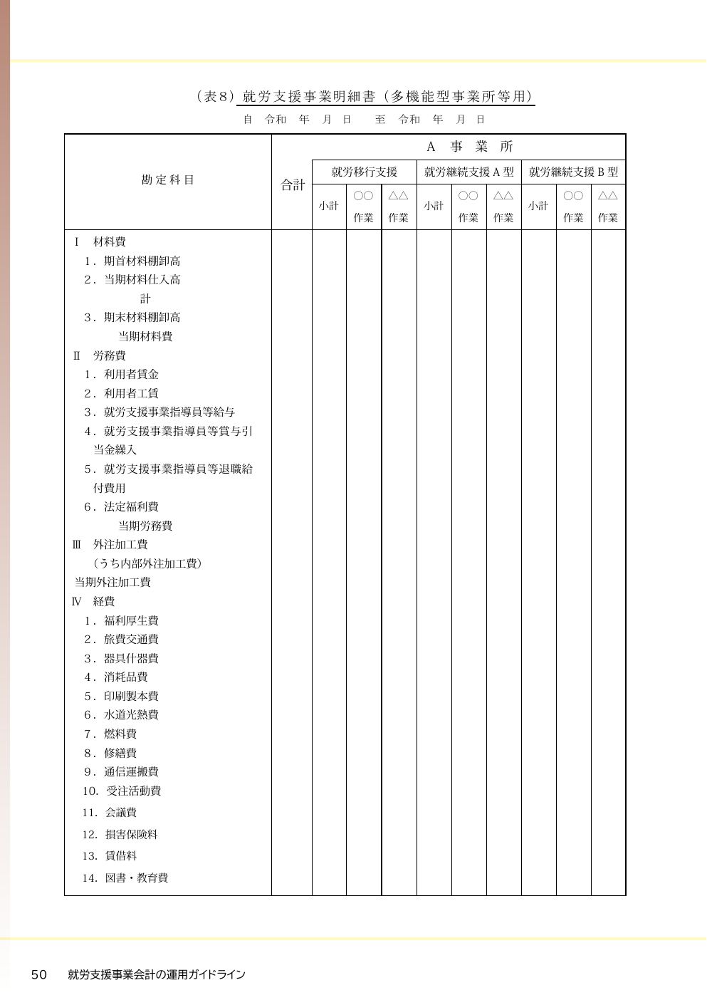 （表８）就労支援事業明細書（多機能型事業所等用）
自　令和　年　月　日　　至　令和　年　月　日
勘定科目
合計
A　事　業　所
就労移行支援
就労継続支援 A 型
就労継続支援 B 型
小計
○○
作業
△△
作業
小計
○○
作業
△△
作業
小計
○○
作業
△△
作業
Ⅰ　材料費
１．期首材料棚卸高
２．当期材料仕入高
計
３．期末材料棚卸高
当期材料費
Ⅱ　労務費
１．利用者賃金
２．利用者工賃
３．就労支援事業指導員等給与
４．就労支援事業指導員等賞与引
当金繰入
５．就労支援事業指導員等退職給
付費用
６．法定福利費
当期労務費
Ⅲ　外注加工費
（うち内部外注加工費）
当期外注加工費
Ⅳ　経費
１．福利厚生費
２．旅費交通費
３．器具什器費
４．消耗品費
５．印刷製本費
６．水道光熱費
７．燃料費
８．修繕費
９．通信運搬費
10．受注活動費
11．会議費
12．損害保険料
13．賃借料
14．図書・教育費
50　就労支援事業会計の運用ガイドライン